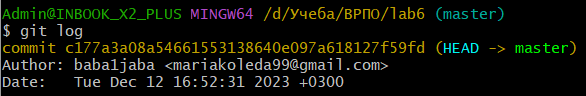 Admin@INBOOK_X2_PLUS MINGW64 /d/Учеба/ВРПО/lab6 (master)
$ git log
commit c177a3a08a54661553138640e097a618127f59fd (HEAD -> master)
Author: baba1jaba <mariakoleda99@gmail.com>
Date:   Tue Dec 12 16:52:31 2023 +0300